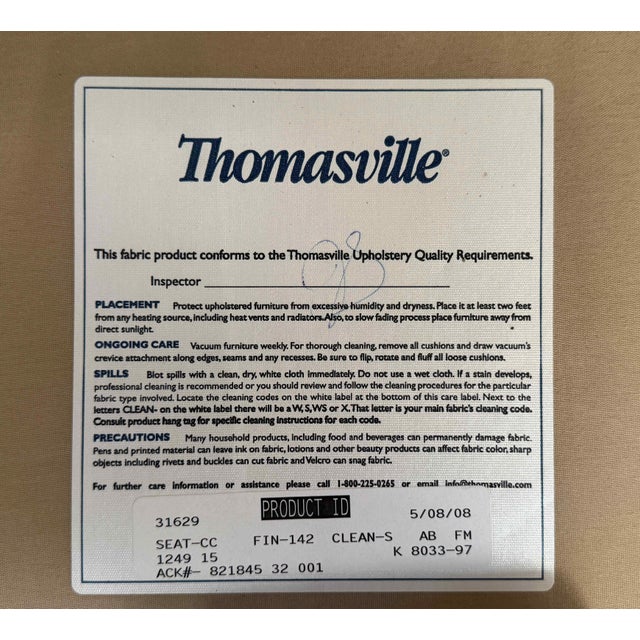 Thomasville®
This fabric product conforms to the Thomasville Upholstery Quality Requirements.
Inspector
PLACEMENT Protect upholstered furniture from excessive humidity and dryness. Place it at least two feet
from any heating source, including heat vents and radiators. Also, to slow fading process place furniture away from
direct sunlight.
ONGOING CARE Vacuum furniture weekly. For thorough cleaning, remove all cushions and draw vacuum's
crevice attachment along edges, seams and any recesses. Be sure to flip, rotate and fluff all loose cushions.
SPILLS Blot spills with a clean, dry, white cloth immediately. Do not use a wet cloth. If a stain develops,
professional cleaning is recommended or you should review and follow the cleaning procedures for the particular
fabric type involved. Locate the cleaning codes on the white label at the bottom of this care label. Next to the
letters CLEAN- on the white label there will be a W, S, WS or X. That letter is your main fabric's cleaning code.
Consult product hang tag for specific cleaning instructions for each code.
PRECAUTIONS Many household products, including food and beverages can permanently damage fabric.
Pens and printed material can leave ink on fabric, lotions and other beauty products can affect fabric color, sharp
objects including rivets and buckles can cut fabric and Velcro can snag fabric.
For further care information or assistance please call 1-800-225-0265 or email info@thomasville.com
31629 PRODUCT ID 5/08/08
SEAT-CC FIN-142 CLEAN-S AB FM
1249 15 K 8033-97
ACK#- 821845 32 001